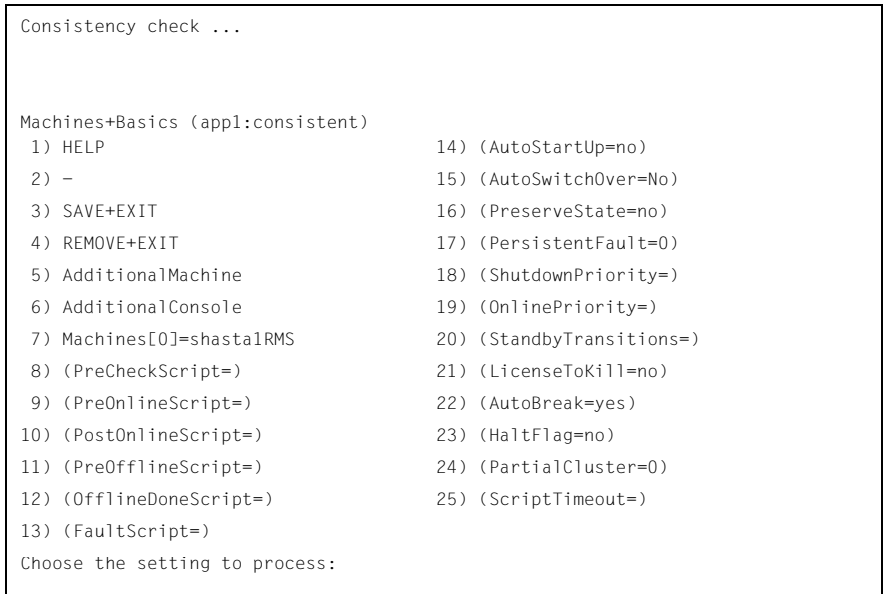 Consistency check ...
Machines+Basics (app1:consistent)
1) HELP 14) (AutoStartUp=no)
2) - 15) (AutoSwitchOver=No)
3) SAVE+EXIT 16) (PreserveState=no)
4) REMOVE+EXIT 17) (PersistentFault=0)
5) AdditionalMachine 18) (ShutdownPriority=)
6) AdditionalConsole 19) (OnlinePriority=)
7) Machines[0]=shasta1RMS 20) (StandbyTransitions=)
8) (PreCheckScript=) 21) (LicenseToKill=no)
9) (PreOnlineScript=) 22) (AutoBreak=yes)
10) (PostOnlineScript=) 23) (HaltFlag=no)
11) (PreOfflineScript=) 24) (PartialCluster=0)
12) (OfflineDoneScript=) 25) (ScriptTimeout=)
13) (FaultScript=)
Choose the setting to process: